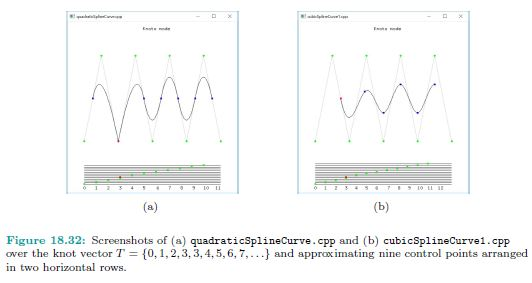 quadraticSplineCurve.cpp
cubicSplineCurve1.cpp
Knots mode
Knots mode
0 1 2 3 4 5 6 7 8 9 10 11
0 1 2 3 4 5 6 7 8 9 10 11 12
(a)
(b)
Figure 18.32: Screenshots of (a) quadraticSplineCurve.cpp and (b) cubicSplineCurve1.cpp
over the knot vector T = {0, 1, 2, 3, 3, 4, 5, 6, 7, . . .} and approximating nine control points arranged
in two horizontal rows.